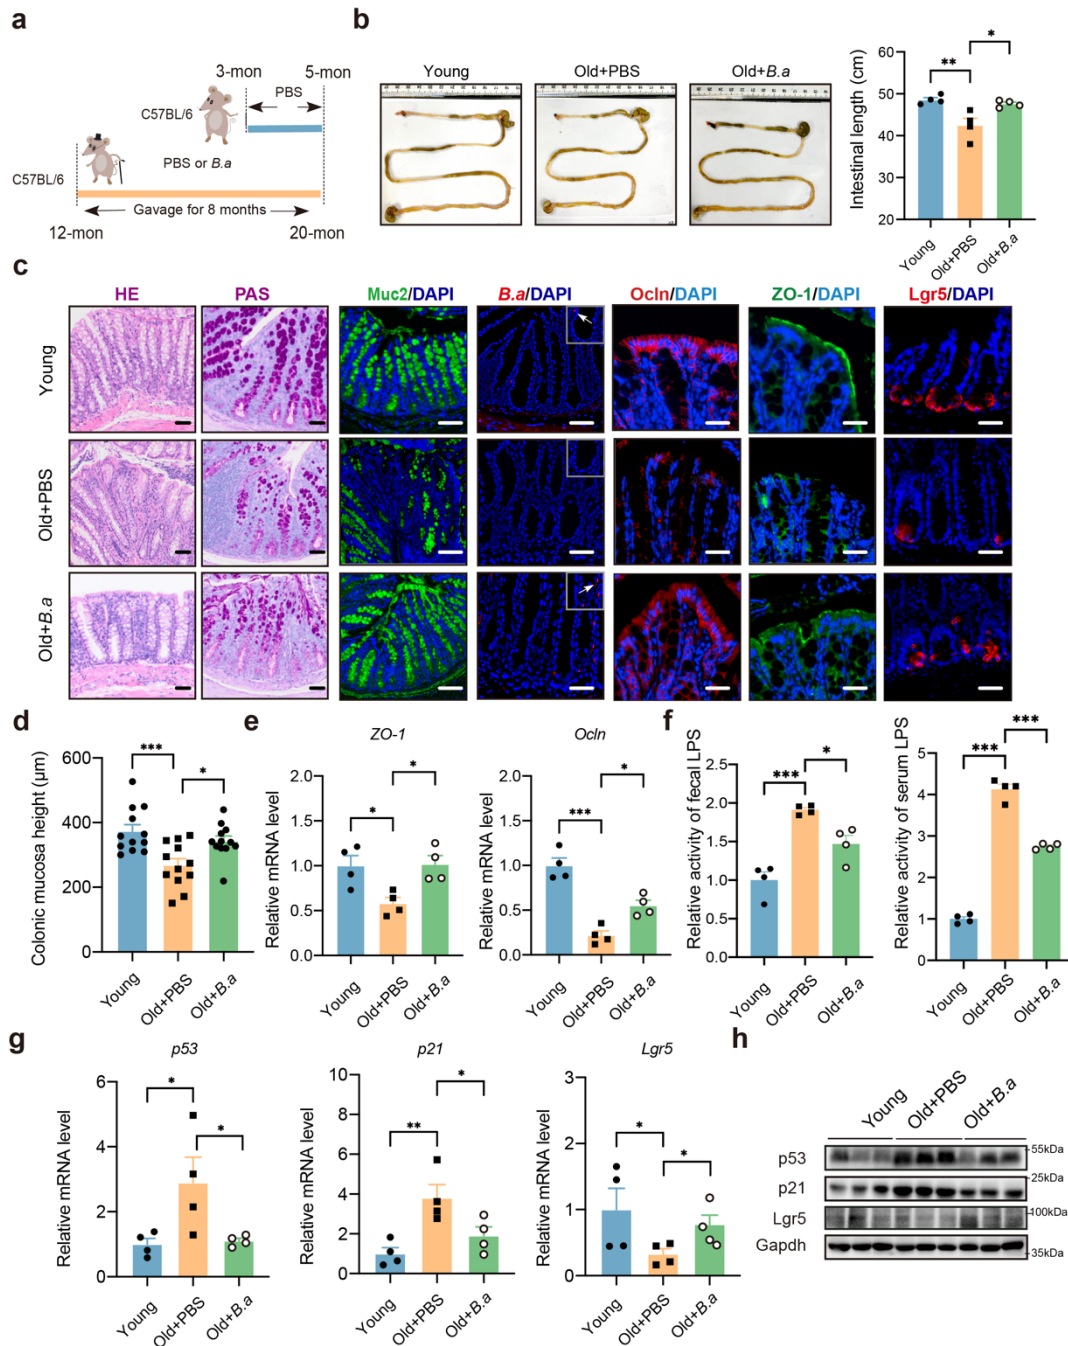 a
3-mon
5-mon
PBS
C57BL/6
PBS or B.a
C57BL/6
Gavage for 8 months
12-mon
20-mon
b
Young
Old+PBS
Old+B.a
Intestinal length (cm)
60
50
40
30
20
**
*
Young
Old+PBS
Old+B.a
c
HE
PAS
Muc2/DAPI
B.a/DAPI
Ocln/DAPI
ZO-1/DAPI
Lgr5/DAPI
Young
Old+PBS
Old+B.a
d
Colonic mucosa height (μm)
600
400
200
0
***
*
Young
Old+PBS
Old+B.a
e
ZO-1
Relative mRNA level
2.0
1.5
1.0
0.5
0.0
*
*
Young
Old+PBS
Old+B.a
Ocln
Relative mRNA level
2.0
1.5
1.0
0.5
0.0
***
*
Young
Old+PBS
Old+B.a
f
Relative activity of fecal LPS
2.5
2.0
1.5
1.0
0.5
0.0
***
*
Young
Old+PBS
Old+B.a
Relative activity of serum LPS
5
4
3
2
1
0
***
***
Young
Old+PBS
Old+B.a
g
p53
Relative mRNA level
6
4
2
0
*
*
Young
Old+PBS
Old+B.a
p21
Relative mRNA level
10
8
6
4
2
0
**
*
Young
Old+PBS
Old+B.a
Lgr5
Relative mRNA level
3
2
1
0
*
*
Young
Old+PBS
Old+B.a
h
Young
Old+PBS
Old+B.a
p53
55kDa
25kDa
p21
Lgr5
100kDa
Gapdh
35kDa